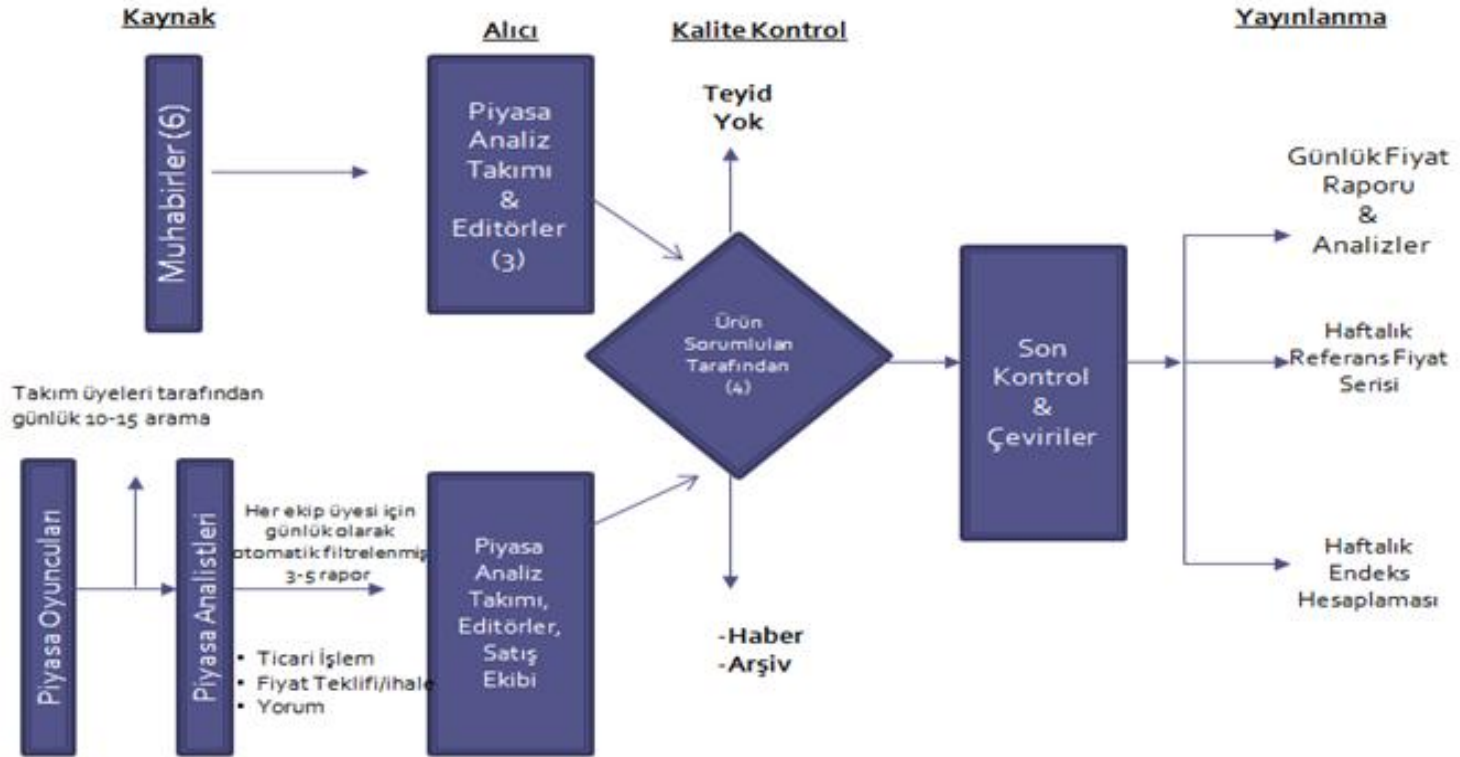 Kaynak
Alıcı
Kalite Kontrol
Yayınlanma
Muhabirler (6)
Piyasa
Analiz
Takımı
&
Editörler
(3)
Teyid
Yok
Ürün
Sorumluları
Tarafından
(4)
Son
Kontrol
&
Çeviriler
Günlük Fiyat
Raporu
&
Analizler
Haftalık
Referans Fiyat
Serisi
Haftalık
Endeks
Hesaplaması
Takım üyeleri tarafından
günlük 10-15 arama
Piyasa Oyuncuları
Piyasa Analistleri
Her ekip üyesi için
günlük olarak
otomatik filtrelenmiş
3-5 rapor
• Ticari İşlem
• Fiyat Teklifi/ihale
• Yorum
Piyasa
Analiz
Takımı,
Editörler,
Satış
Ekibi
-Haber
-Arşiv